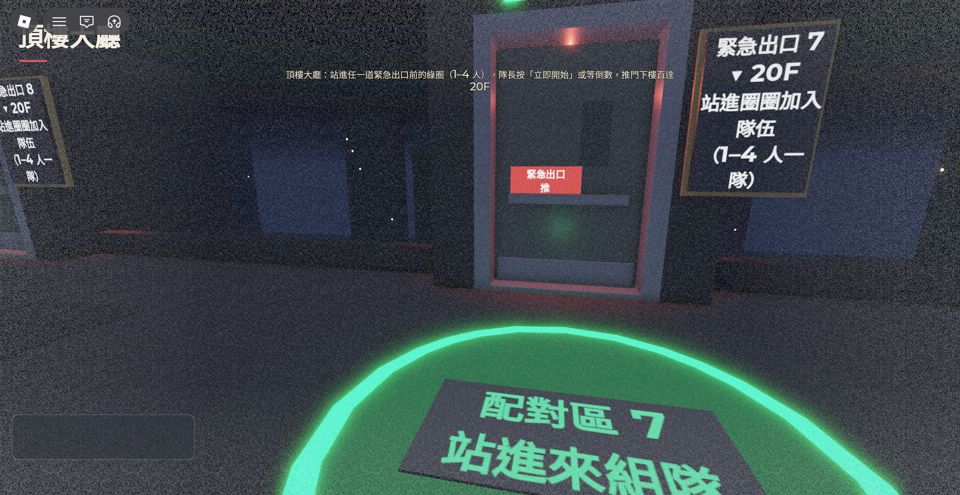 頂樓大廳
頂樓大廳：站進任一道緊急出口前的綠圈（1–4 人），隊長按「立即開始」或等倒數，推門下樓直達
20F
急出口 8
▼ 20F
站進圈圈加入
隊伍
（1–4 人一
隊）
緊急出口
推
緊急出口 7
▼ 20F
站進圈圈加入
隊伍
（1–4 人一
隊）
配對區 7
站進來組隊